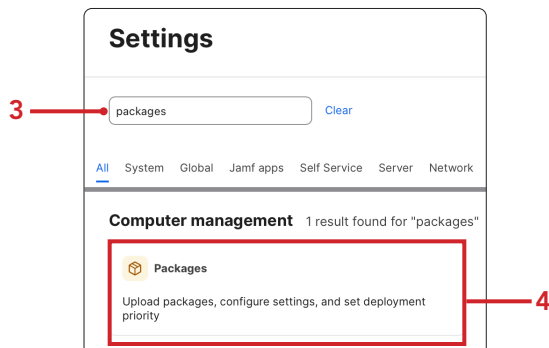 Settings
3
packages Clear
All System Global Jamf apps Self Service Server Network
Computer management 1 result found for "packages"
Packages
Upload packages, configure settings, and set deployment
priority
4